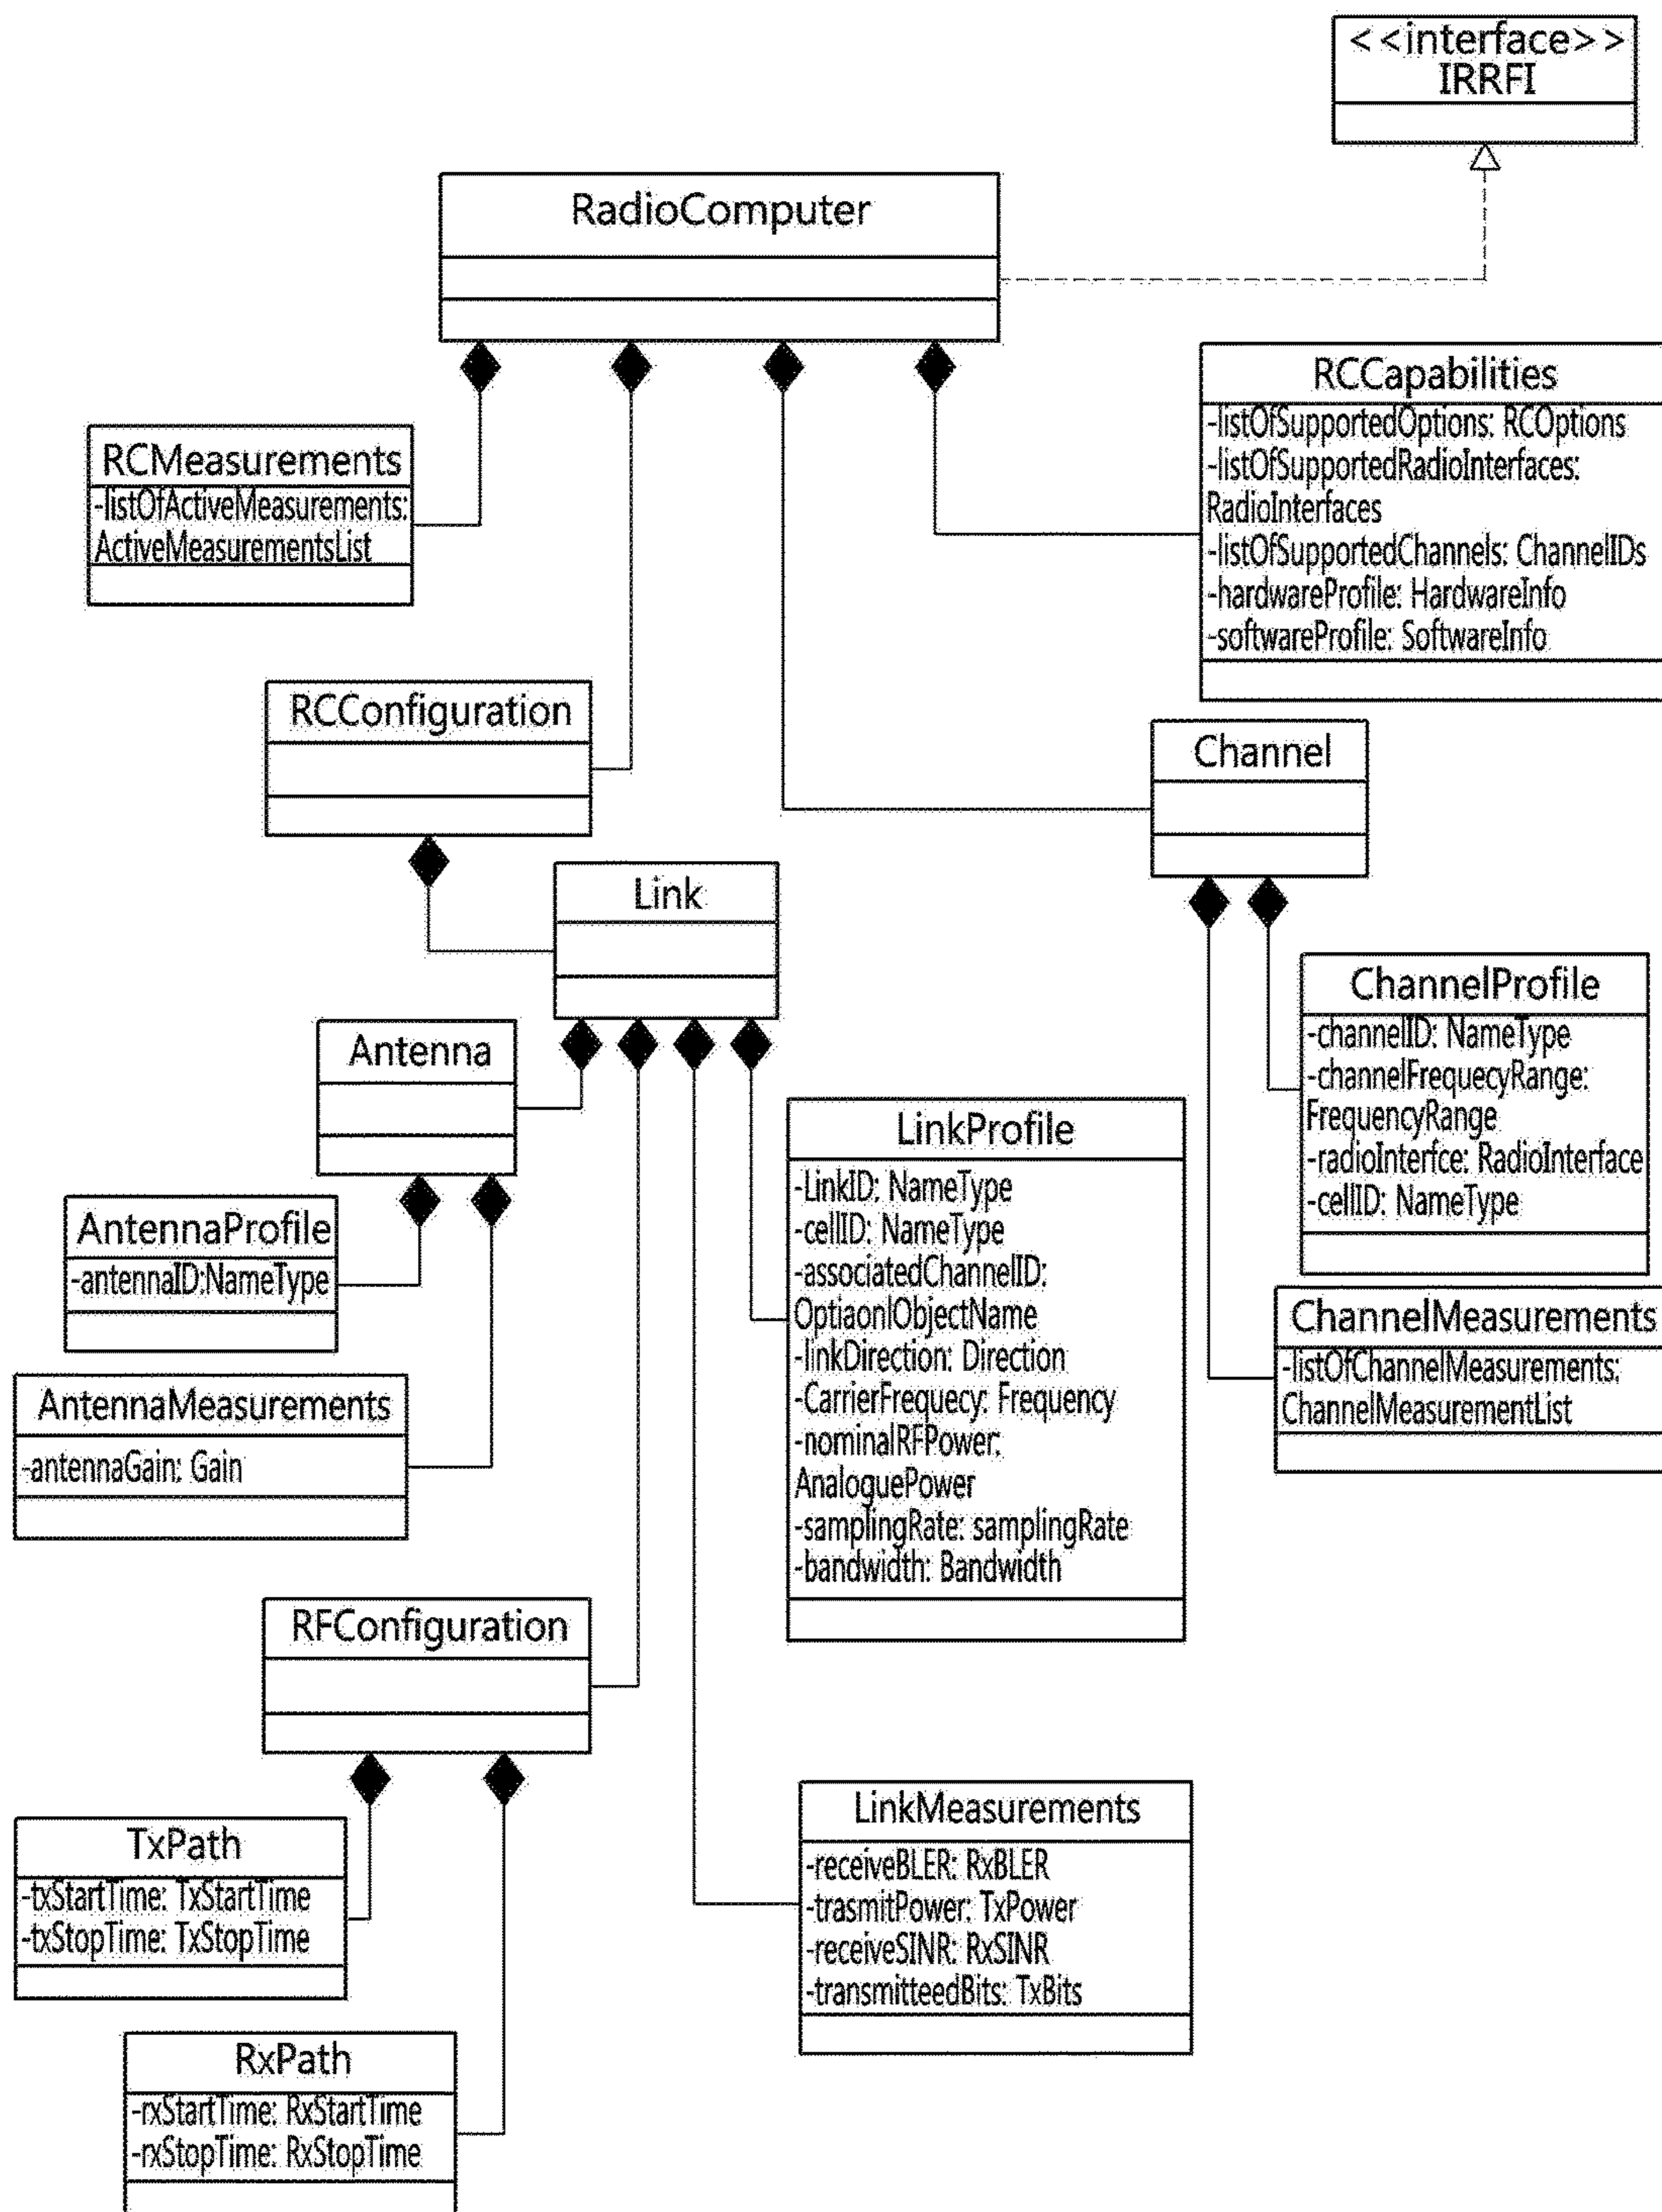 <<interface>>
IRRFI
RadioComputer
RCCapabilities
-listOfSupportedOptions: RCOptions
-listOfSupportedRadioInterfaces:
RadioInterfaces
-listOfSupportedChannels: ChannelIDs
-hardwareProfile: HardwareInfo
-softwareProfile: SoftwareInfo
RCMeasurements
-listOfActiveMeasurements:
ActiveMeasurementsList
RCConfiguration
Channel
Link
ChannelProfile
-channelID: NameType
-channelFrequecyRange:
FrequencyRange
-radioInterfce: RadioInterface
-cellID: NameType
Antenna
LinkProfile
-LinkID: NameType
-cellID: NameType
-associatedChannelID:
OptiaonlObjectName
-linkDirection: Direction
-CarrierFrequecy: Frequency
-nominalRFPower:
AnaloguePower
-samplingRate: samplingRate
-bandwidth: Bandwidth
AntennaProfile
-antennaID:NameType
ChannelMeasurements
-listOfChannelMeasurements:
ChannelMeasurementList
AntennaMeasurements
-antennaGain: Gain
RFConfiguration
LinkMeasurements
-receiveBLER: RxBLER
-trasmitPower: TxPower
-receiveSINR: RxSINR
-transmitteedBits: TxBits
TxPath
-txStartTime: TxStartTime
-txStopTime: TxStopTime
RxPath
-rxStartTime: RxStartTime
-rxStopTime: RxStopTime